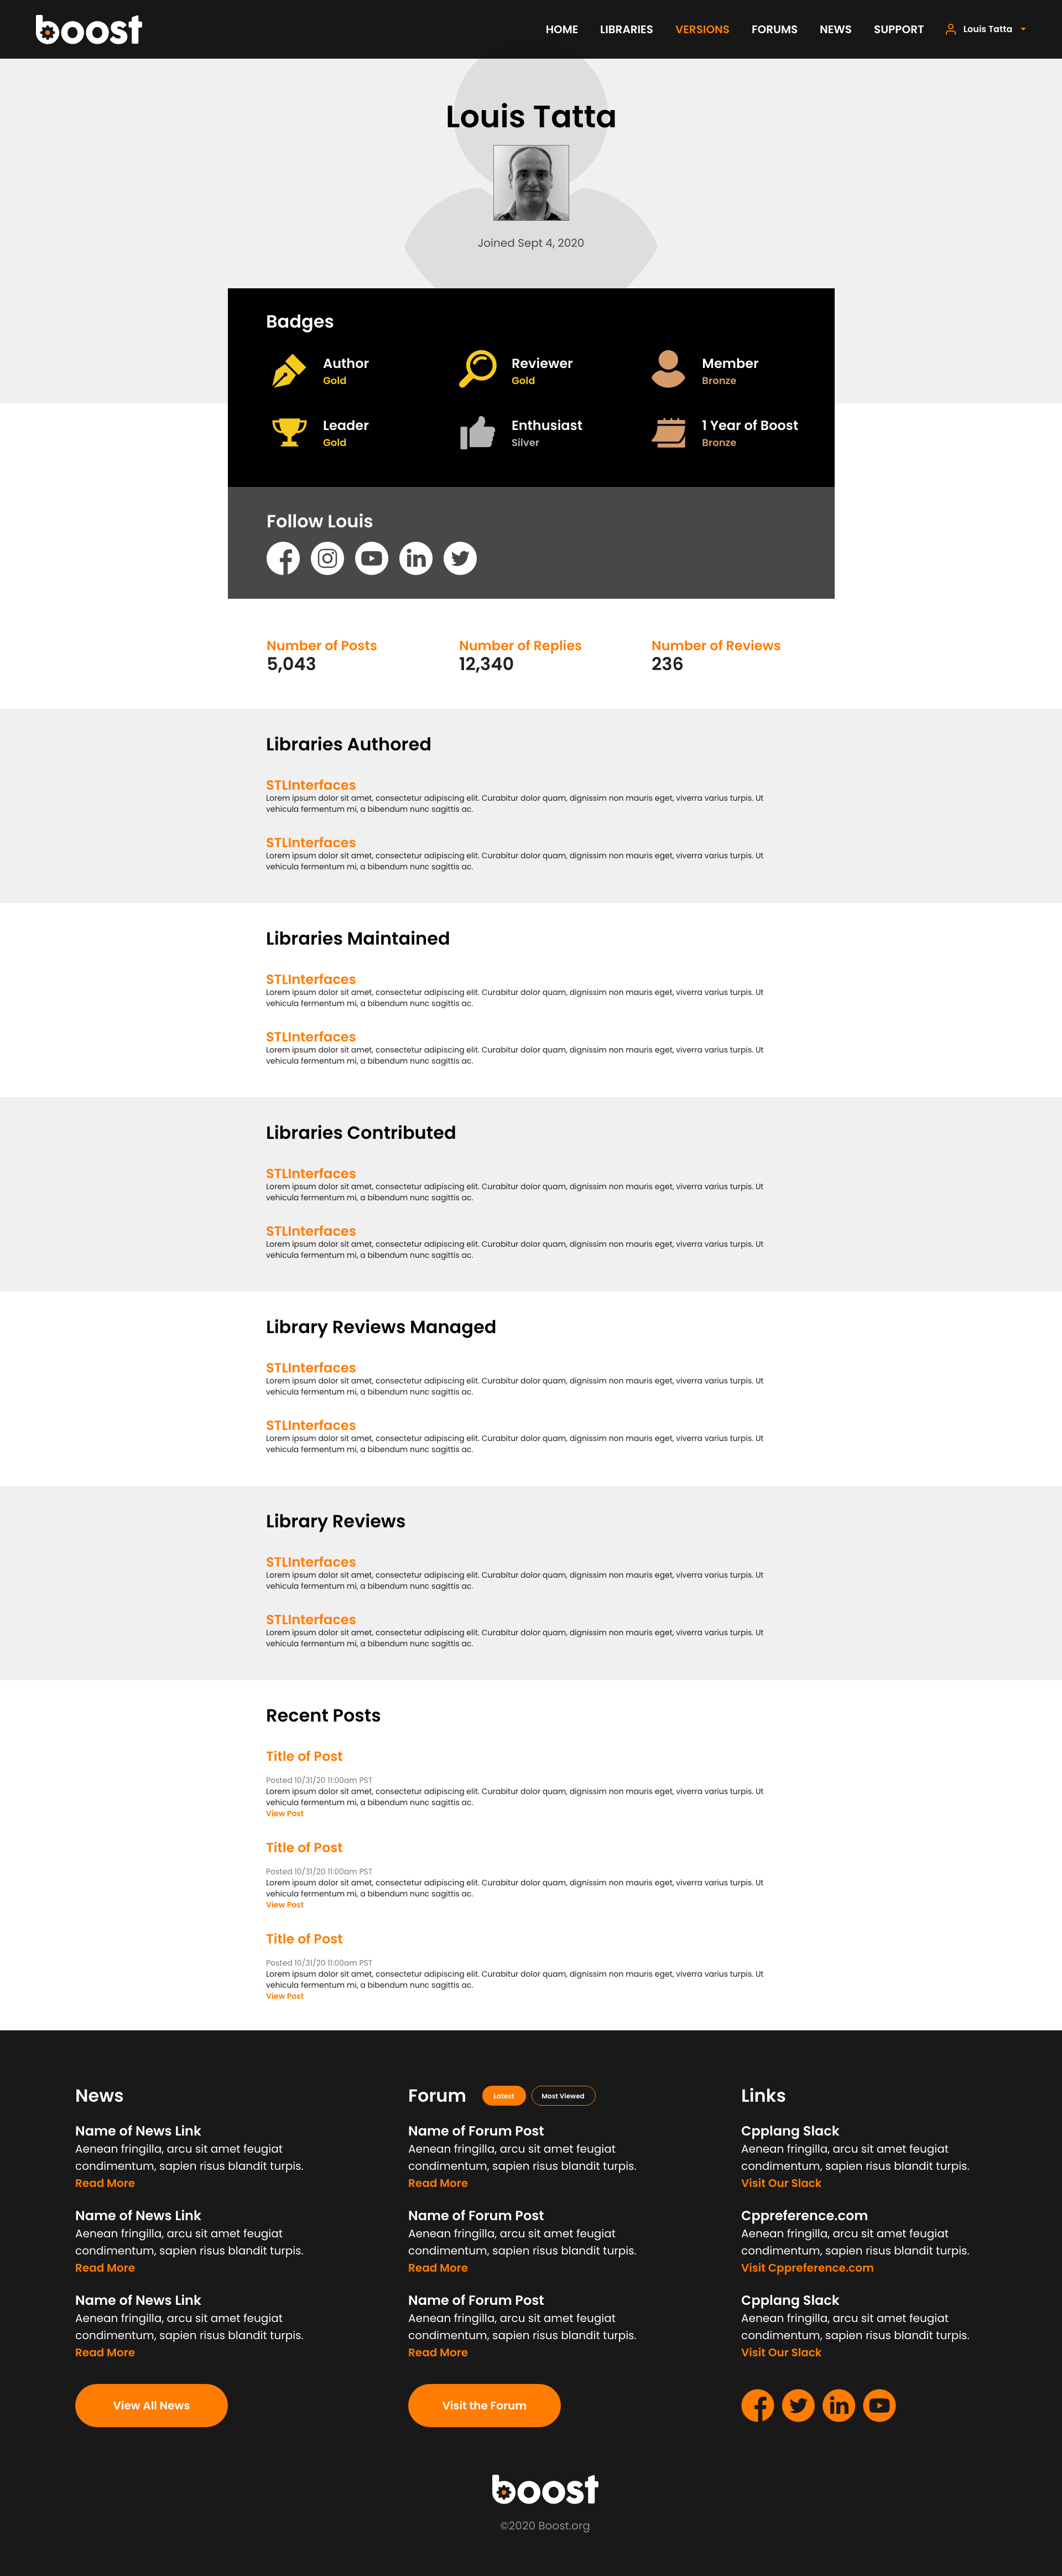 boost
HOME LIBRARIES VERSIONS FORUMS NEWS SUPPORT Louis Tatta
Louis Tatta
Joined Sept 4, 2020
Badges
Author
Gold
Reviewer
Gold
Member
Bronze
Leader
Gold
Enthusiast
Silver
1 Year of Boost
Bronze
Follow Louis
Number of Posts
5,043
Number of Replies
12,340
Number of Reviews
236
Libraries Authored
STLInterfaces
Lorem ipsum dolor sit amet, consectetur adipiscing elit. Curabitur dolor quam, dignissim non mauris eget, viverra varius turpis. Ut
vehicula fermentum mi, a bibendum nunc sagittis ac.
STLInterfaces
Lorem ipsum dolor sit amet, consectetur adipiscing elit. Curabitur dolor quam, dignissim non mauris eget, viverra varius turpis. Ut
vehicula fermentum mi, a bibendum nunc sagittis ac.
Libraries Maintained
STLInterfaces
Lorem ipsum dolor sit amet, consectetur adipiscing elit. Curabitur dolor quam, dignissim non mauris eget, viverra varius turpis. Ut
vehicula fermentum mi, a bibendum nunc sagittis ac.
STLInterfaces
Lorem ipsum dolor sit amet, consectetur adipiscing elit. Curabitur dolor quam, dignissim non mauris eget, viverra varius turpis. Ut
vehicula fermentum mi, a bibendum nunc sagittis ac.
Libraries Contributed
STLInterfaces
Lorem ipsum dolor sit amet, consectetur adipiscing elit. Curabitur dolor quam, dignissim non mauris eget, viverra varius turpis. Ut
vehicula fermentum mi, a bibendum nunc sagittis ac.
STLInterfaces
Lorem ipsum dolor sit amet, consectetur adipiscing elit. Curabitur dolor quam, dignissim non mauris eget, viverra varius turpis. Ut
vehicula fermentum mi, a bibendum nunc sagittis ac.
Library Reviews Managed
STLInterfaces
Lorem ipsum dolor sit amet, consectetur adipiscing elit. Curabitur dolor quam, dignissim non mauris eget, viverra varius turpis. Ut
vehicula fermentum mi, a bibendum nunc sagittis ac.
STLInterfaces
Lorem ipsum dolor sit amet, consectetur adipiscing elit. Curabitur dolor quam, dignissim non mauris eget, viverra varius turpis. Ut
vehicula fermentum mi, a bibendum nunc sagittis ac.
Library Reviews
STLInterfaces
Lorem ipsum dolor sit amet, consectetur adipiscing elit. Curabitur dolor quam, dignissim non mauris eget, viverra varius turpis. Ut
vehicula fermentum mi, a bibendum nunc sagittis ac.
STLInterfaces
Lorem ipsum dolor sit amet, consectetur adipiscing elit. Curabitur dolor quam, dignissim non mauris eget, viverra varius turpis. Ut
vehicula fermentum mi, a bibendum nunc sagittis ac.
Recent Posts
Title of Post
Posted 10/31/20 11:00am PST
Lorem ipsum dolor sit amet, consectetur adipiscing elit. Curabitur dolor quam, dignissim non mauris eget, viverra varius turpis. Ut
vehicula fermentum mi, a bibendum nunc sagittis ac.
View Post
Title of Post
Posted 10/31/20 11:00am PST
Lorem ipsum dolor sit amet, consectetur adipiscing elit. Curabitur dolor quam, dignissim non mauris eget, viverra varius turpis. Ut
vehicula fermentum mi, a bibendum nunc sagittis ac.
View Post
Title of Post
Posted 10/31/20 11:00am PST
Lorem ipsum dolor sit amet, consectetur adipiscing elit. Curabitur dolor quam, dignissim non mauris eget, viverra varius turpis. Ut
vehicula fermentum mi, a bibendum nunc sagittis ac.
View Post
News
Name of News Link
Aenean fringilla, arcu sit amet feugiat
condimentum, sapien risus blandit turpis.
Read More
Name of News Link
Aenean fringilla, arcu sit amet feugiat
condimentum, sapien risus blandit turpis.
Read More
Name of News Link
Aenean fringilla, arcu sit amet feugiat
condimentum, sapien risus blandit turpis.
Read More
View All News
Forum Latest Most Viewed
Name of Forum Post
Aenean fringilla, arcu sit amet feugiat
condimentum, sapien risus blandit turpis.
Read More
Name of Forum Post
Aenean fringilla, arcu sit amet feugiat
condimentum, sapien risus blandit turpis.
Read More
Name of Forum Post
Aenean fringilla, arcu sit amet feugiat
condimentum, sapien risus blandit turpis.
Read More
Visit the Forum
Links
Cpplang Slack
Aenean fringilla, arcu sit amet feugiat
condimentum, sapien risus blandit turpis.
Visit Our Slack
Cppreference.com
Aenean fringilla, arcu sit amet feugiat
condimentum, sapien risus blandit turpis.
Visit Cppreference.com
Cpplang Slack
Aenean fringilla, arcu sit amet feugiat
condimentum, sapien risus blandit turpis.
Visit Our Slack
boost
©2020 Boost.org